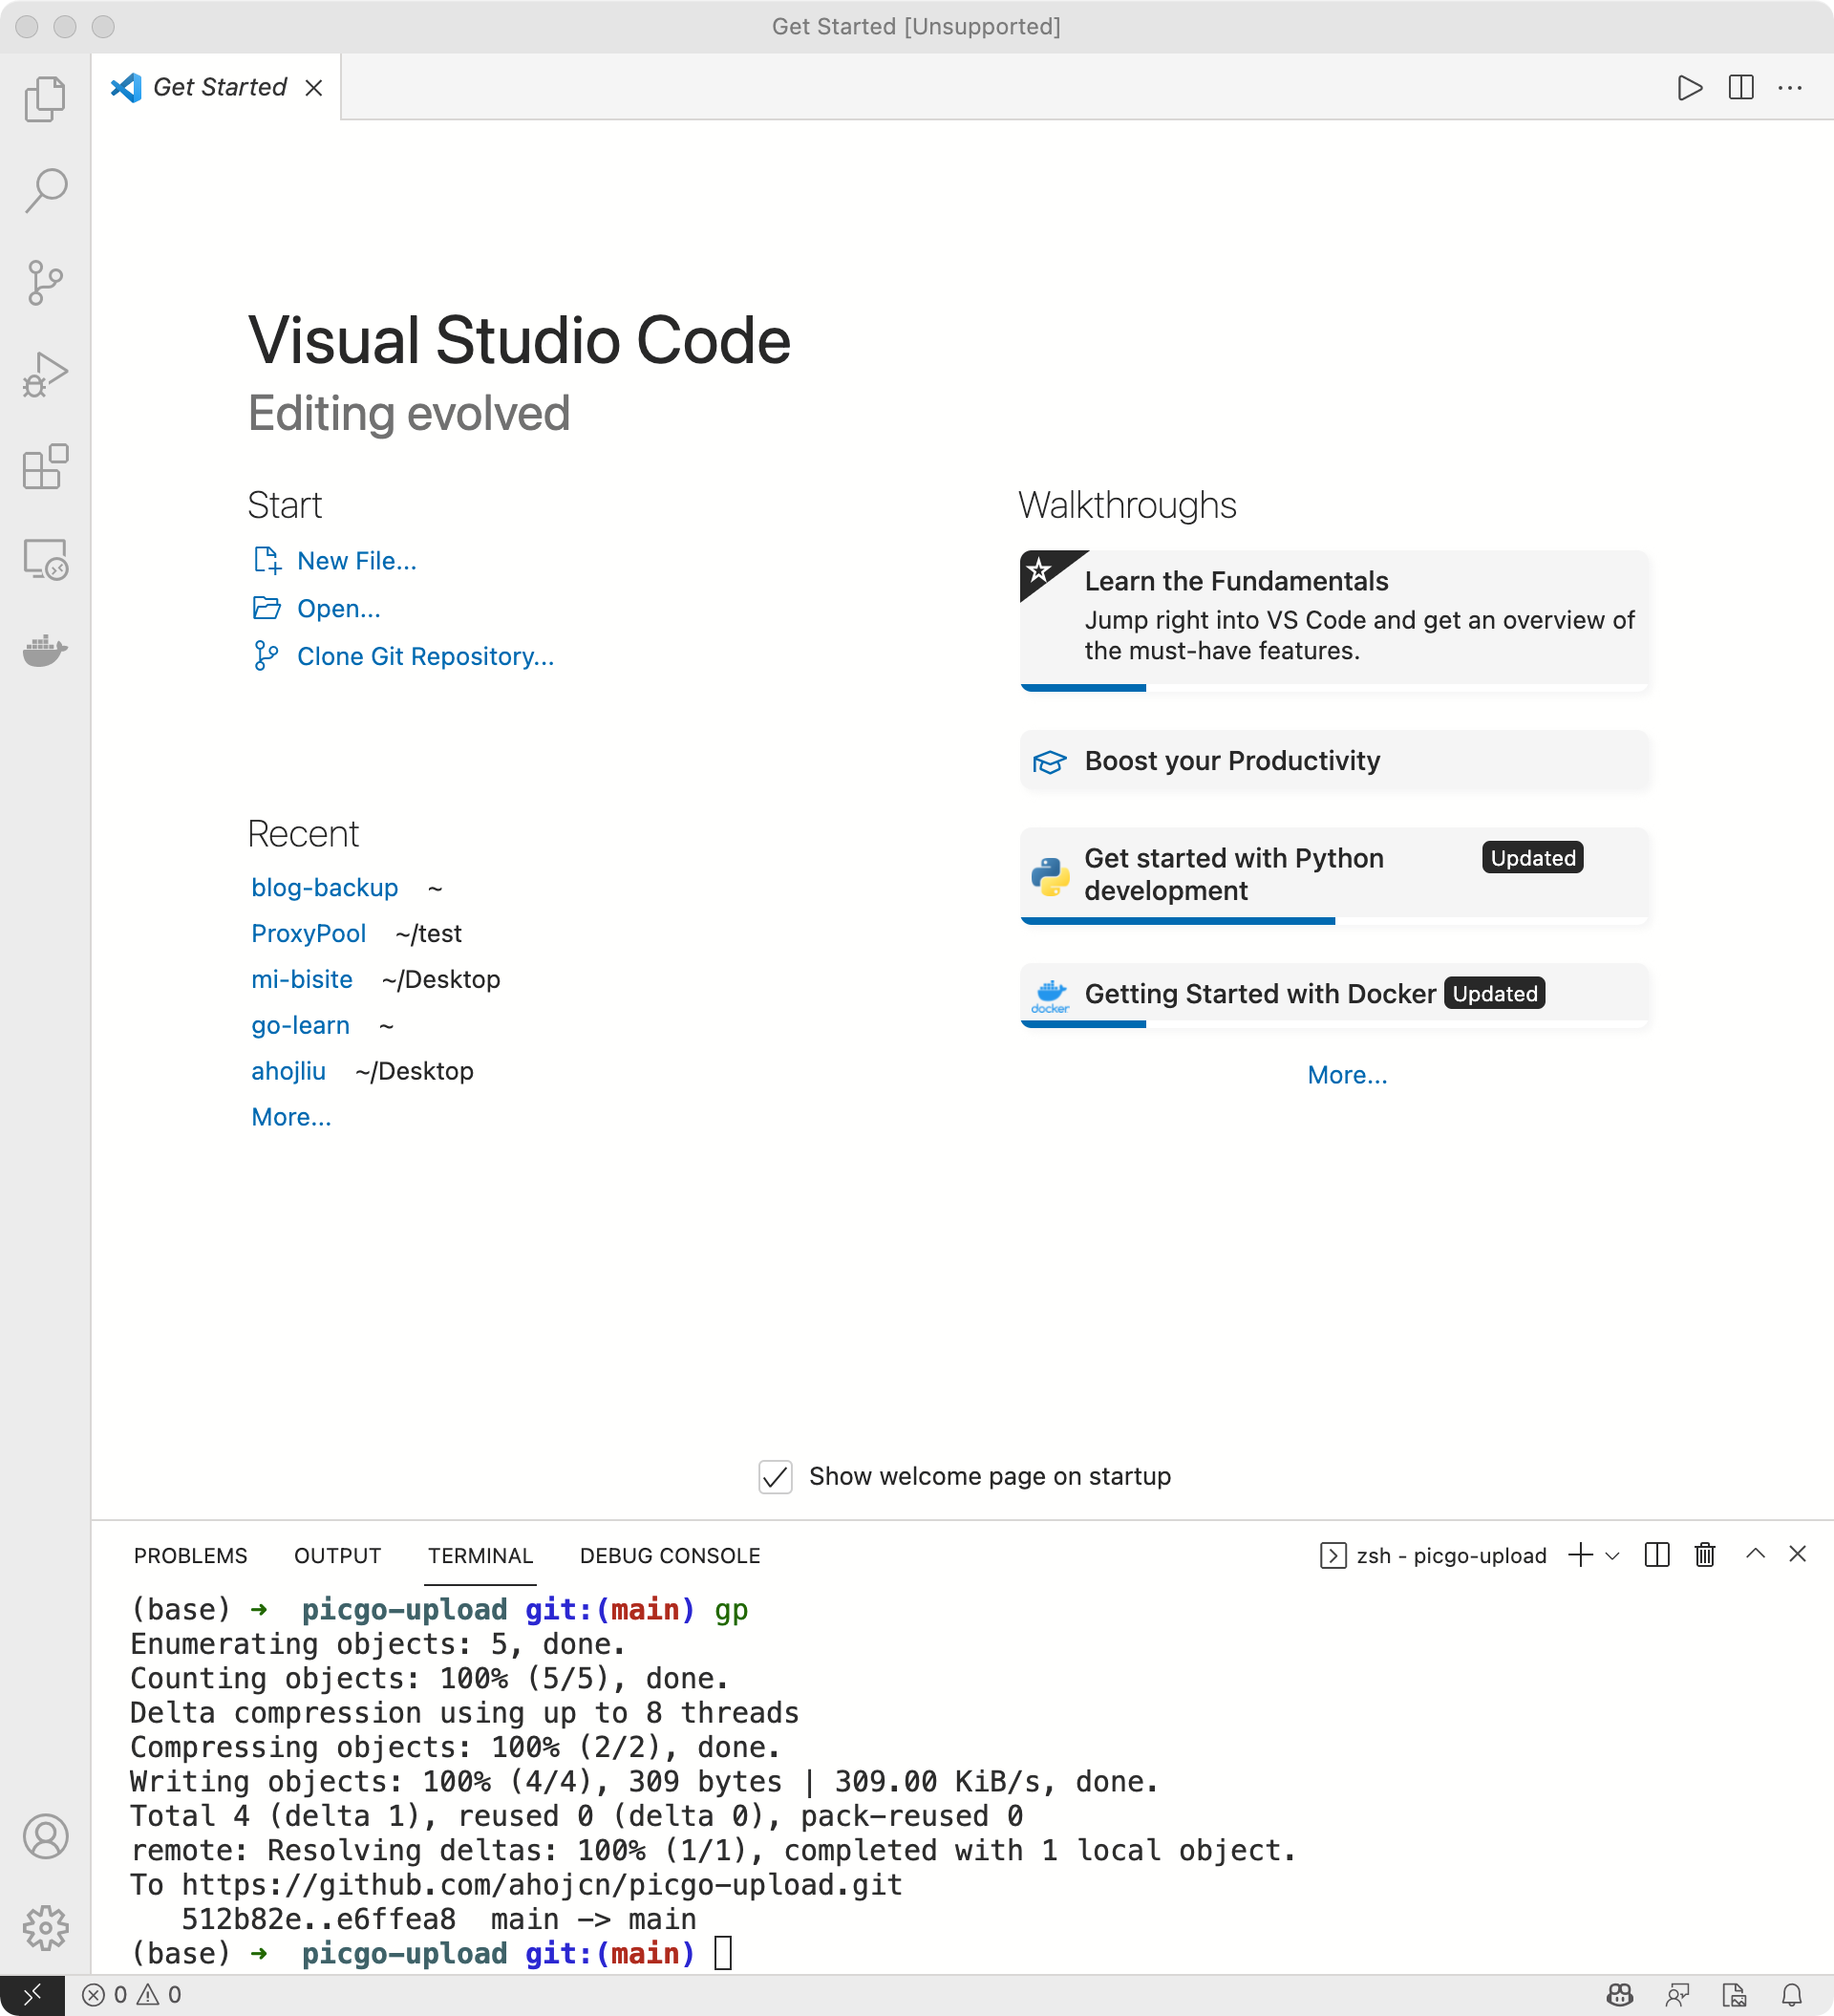 Get Started [Unsupported]
Get Started
Visual Studio Code
Editing evolved
Start
New File...
Open...
Clone Git Repository...
Recent
blog-backup ~
ProxyPool ~/test
mi-bisite ~/Desktop
go-learn ~
ahojliu ~/Desktop
More...
Walkthroughs
Learn the Fundamentals
Jump right into VS Code and get an overview of
the must-have features.
Boost your Productivity
Get started with Python Updated
development
docker
Getting Started with Docker Updated
More...
Show welcome page on startup
PROBLEMS OUTPUT TERMINAL DEBUG CONSOLE zsh - picgo-upload
(base) ➜ picgo-upload git:(main) gp
Enumerating objects: 5, done.
Counting objects: 100% (5/5), done.
Delta compression using up to 8 threads
Compressing objects: 100% (2/2), done.
Writing objects: 100% (4/4), 309 bytes | 309.00 KiB/s, done.
Total 4 (delta 1), reused 0 (delta 0), pack-reused 0
remote: Resolving deltas: 100% (1/1), completed with 1 local object.
To https://github.com/ahojcn/picgo-upload.git
512b82e..e6ffea8 main -> main
(base) ➜ picgo-upload git:(main)
0 0